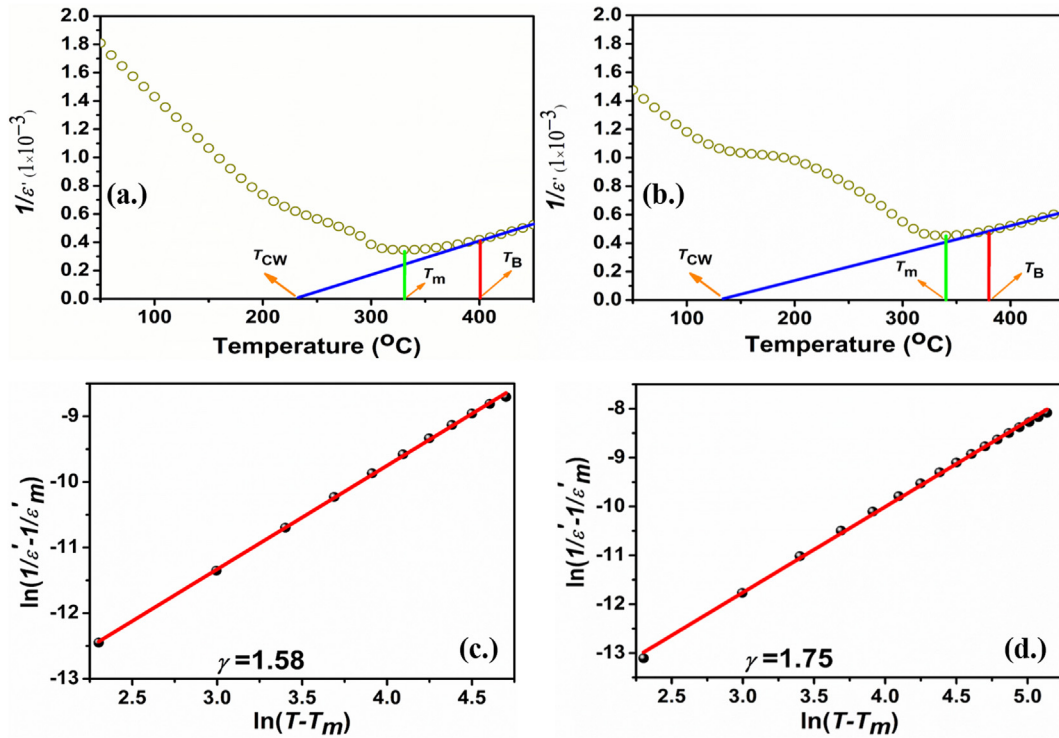 2.0
1.8
1.6
1.4
1.2
1.0
0.8
0.6
0.4
0.2
0.0
1/ε' (1×10⁻³)
(a.)
T_CW
T_m
T_B
100 200 300 400
Temperature (ᴼC)
2.0
1.8
1.6
1.4
1.2
1.0
0.8
0.6
0.4
0.2
0.0
1/ε' (1×10⁻³)
(b.)
T_CW
T_m
T_B
100 200 300 400
Temperature (ᴼC)
-8
-9
-10
-11
-12
-13
ln(1/ε'-1/ε'm)
γ =1.58
(c.)
2.5 3.0 3.5 4.0 4.5
ln(T-Tm)
-8
-9
-10
-11
-12
-13
ln(1/ε'-1/ε'm)
γ =1.75
(d.)
2.5 3.0 3.5 4.0 4.5 5.0
ln(T-Tm)